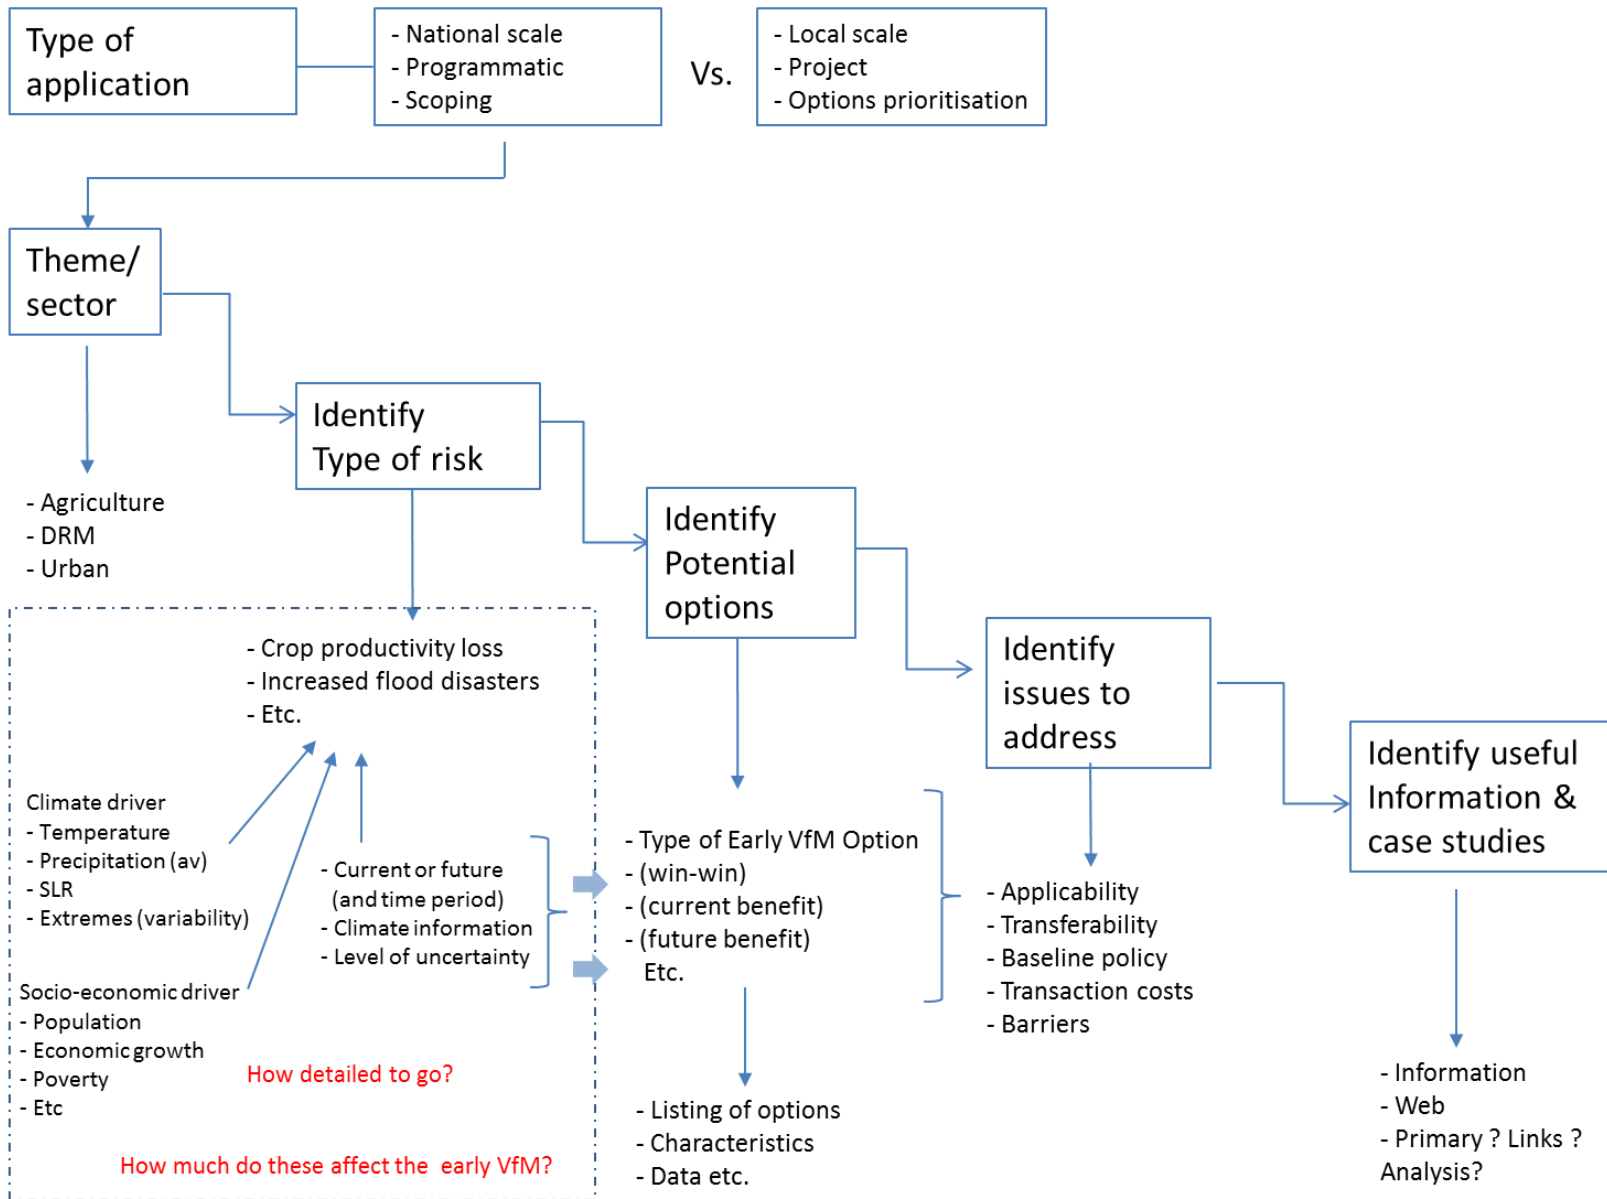 Type of
application
- National scale
- Programmatic
- Scoping
Vs.
- Local scale
- Project
- Options prioritisation
Theme/
sector
- Agriculture
- DRM
- Urban
Identify
Type of risk
- Crop productivity loss
- Increased flood disasters
- Etc.
Climate driver
- Temperature
- Precipitation (av)
- SLR
- Extremes (variability)
- Current or future
(and time period)
- Climate information
- Level of uncertainty
Socio-economic driver
- Population
- Economic growth
- Poverty
- Etc
How detailed to go?
How much do these affect the early VfM?
Identify
Potential
options
- Type of Early VfM Option
- (win-win)
- (current benefit)
- (future benefit)
Etc.
- Listing of options
- Characteristics
- Data etc.
Identify
issues to
address
- Applicability
- Transferability
- Baseline policy
- Transaction costs
- Barriers
Identify useful
Information &
case studies
- Information
- Web
- Primary ? Links ?
Analysis?